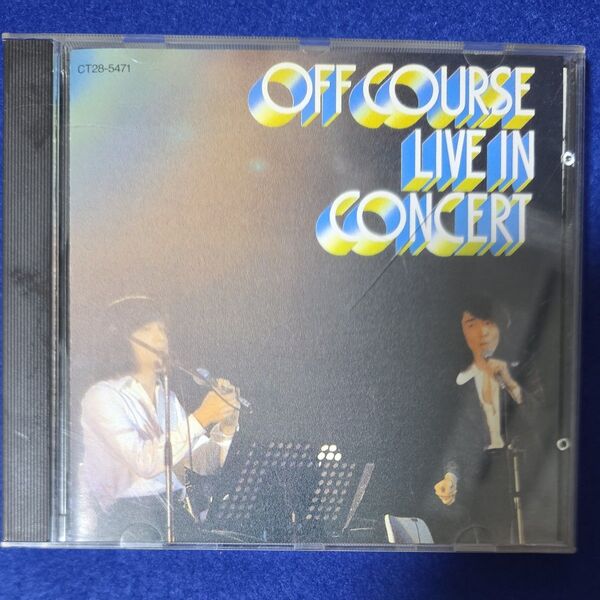 CT28-5471
OFF COURSE
LIVE IN
CONCERT